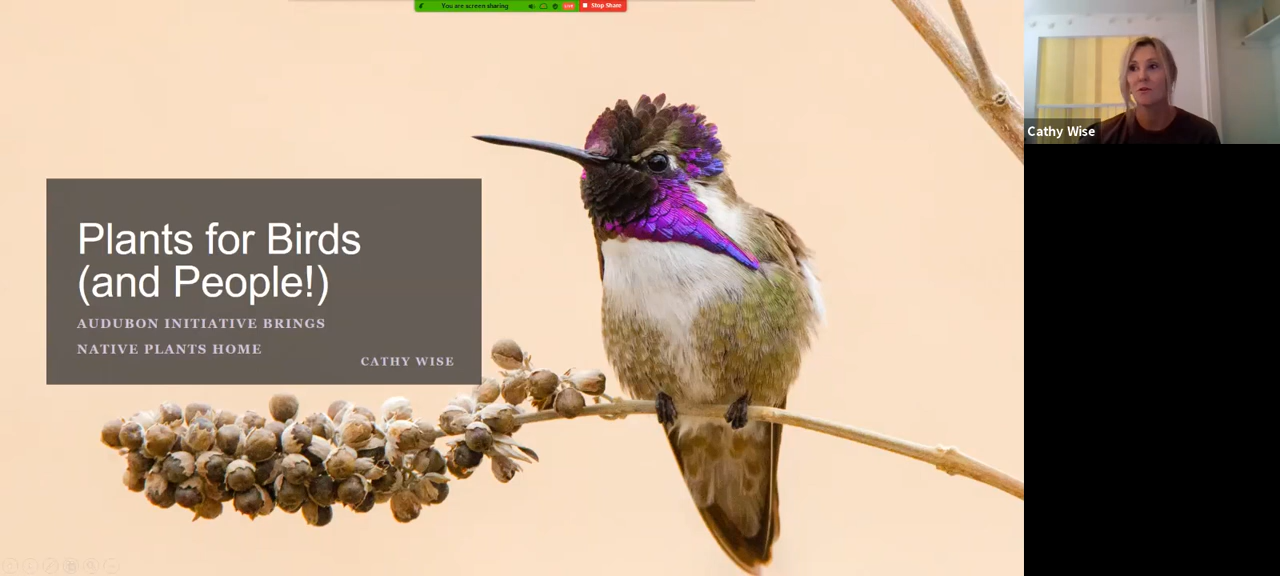 You are screen sharing
LIVE
Stop Share
Cathy Wise
Plants for Birds
(and People!)
AUDUBON INITIATIVE BRINGS
NATIVE PLANTS HOME
CATHY WISE